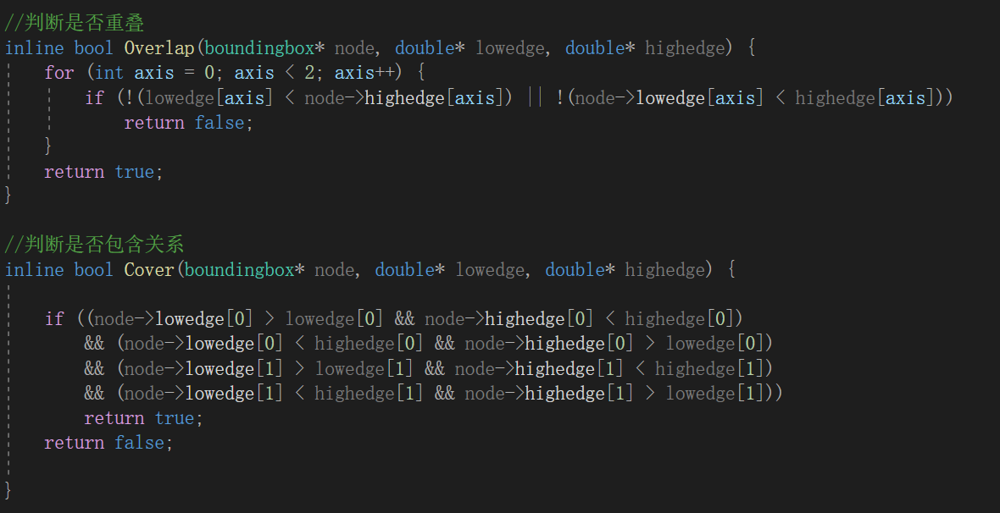 //判断是否重叠
inline bool Overlap(boundingbox* node, double* lowedge, double* highedge) {
    for (int axis = 0; axis < 2; axis++) {
        if (!(lowedge[axis] < node->highedge[axis]) || !(node->lowedge[axis] < highedge[axis]))
            return false;
    }
    return true;
}
//判断是否包含关系
inline bool Cover(boundingbox* node, double* lowedge, double* highedge) {
    if ((node->lowedge[0] > lowedge[0] && node->highedge[0] < highedge[0])
        && (node->lowedge[0] < highedge[0] && node->highedge[0] > lowedge[0])
        && (node->lowedge[1] > lowedge[1] && node->highedge[1] < highedge[1])
        && (node->lowedge[1] < highedge[1] && node->highedge[1] > lowedge[1]))
        return true;
    return false;
}